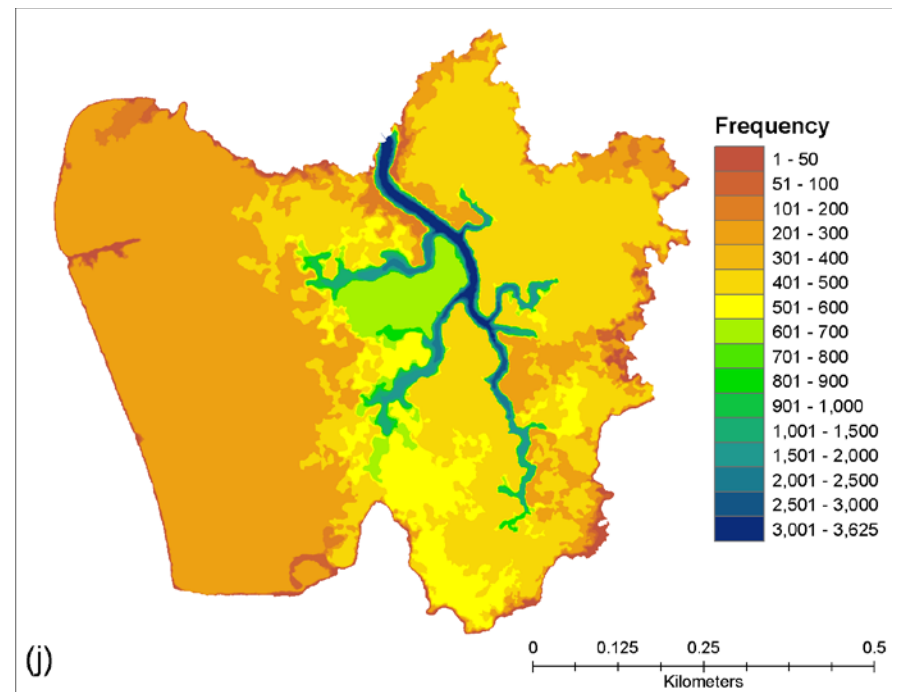 Frequency
1 - 50
51 - 100
101 - 200
201 - 300
301 - 400
401 - 500
501 - 600
601 - 700
701 - 800
801 - 900
901 - 1,000
1,001 - 1,500
1,501 - 2,000
2,001 - 2,500
2,501 - 3,000
3,001 - 3,625
(j)
0 0.125 0.25 0.5
Kilometers